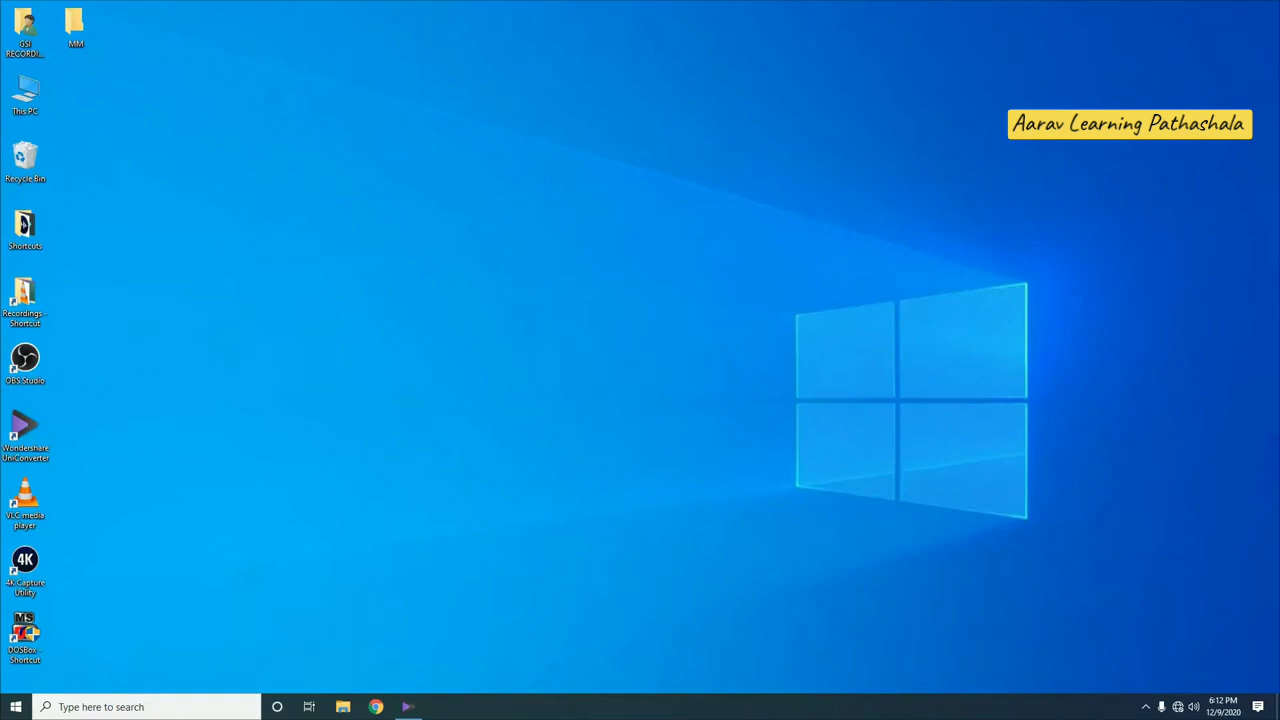 GSI
RECORDI...
MM
Aarav Learning Pathashala
This PC
Recycle Bin
Shortcuts
Recordings -
Shortcut
OBS Studio
Wondershare
UniConverter
VLC media
player
4K
4K Capture
Utility
MS
DOSBox -
Shortcut
Type here to search
6:12 PM
12/9/2020